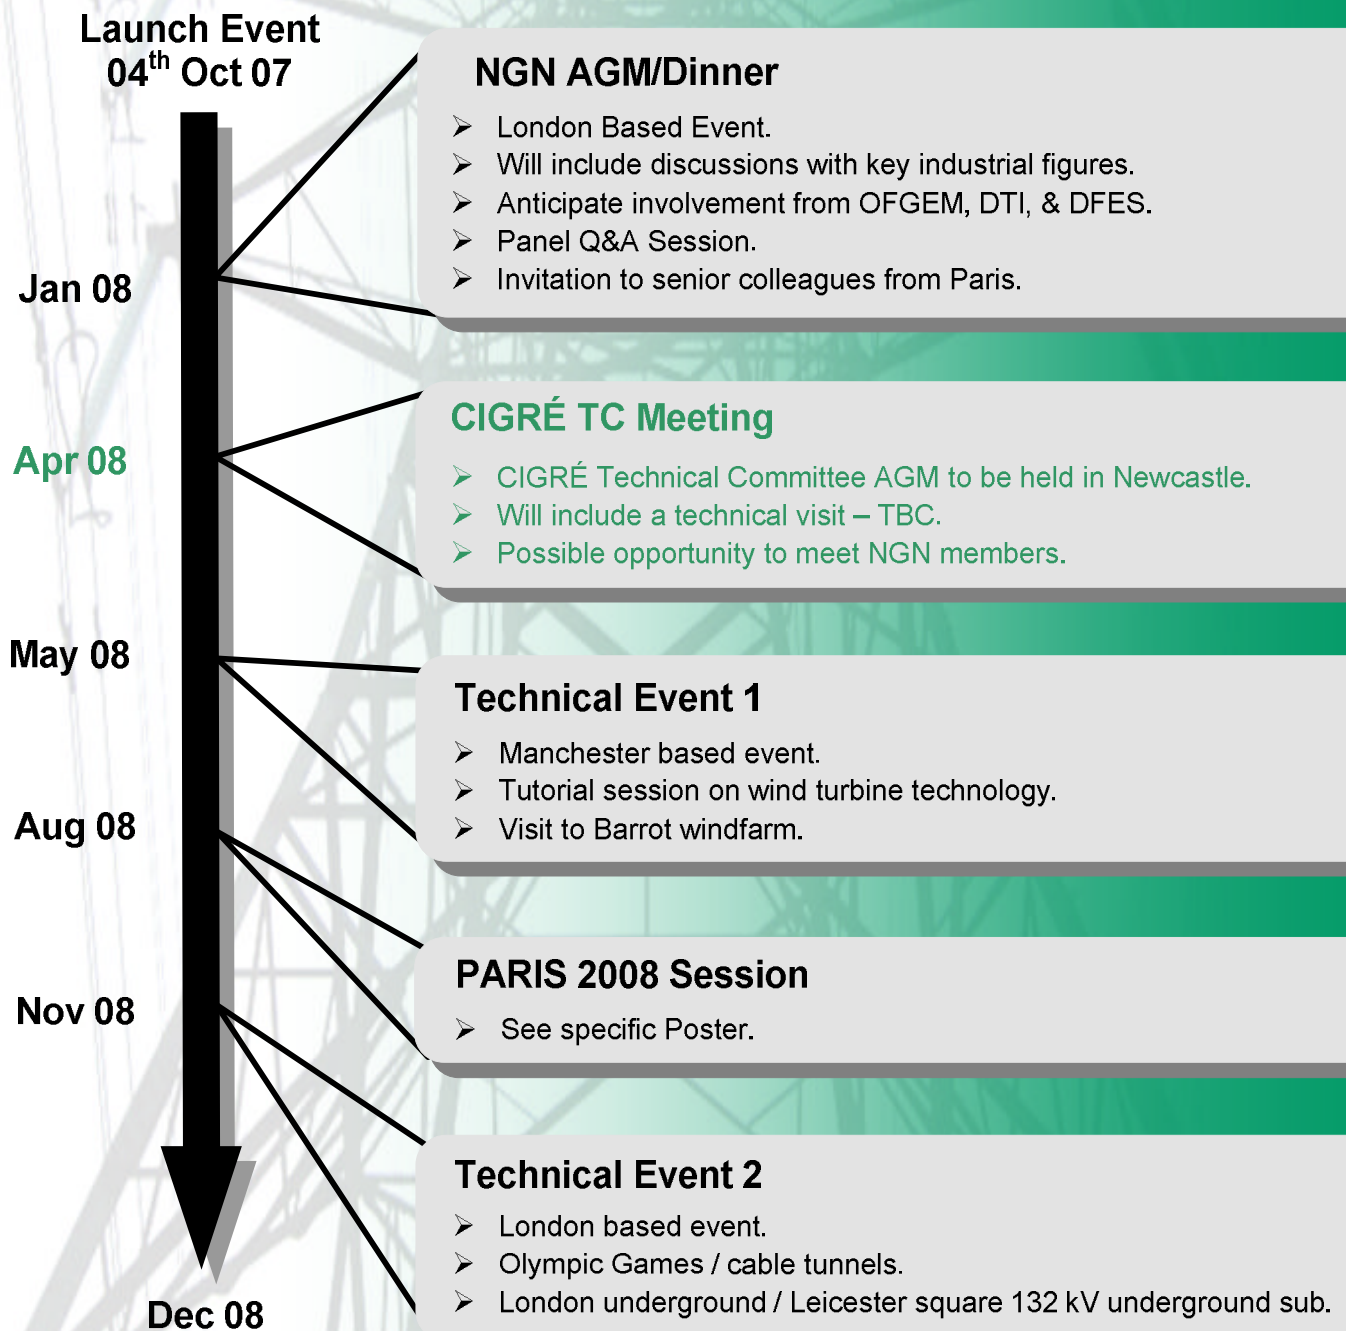 Launch Event
04th Oct 07
NGN AGM/Dinner
➢ London Based Event.
➢ Will include discussions with key industrial figures.
➢ Anticipate involvement from OFGEM, DTI, & DFES.
➢ Panel Q&A Session.
➢ Invitation to senior colleagues from Paris.
Jan 08
CIGRÉ TC Meeting
➢ CIGRÉ Technical Committee AGM to be held in Newcastle.
➢ Will include a technical visit – TBC.
➢ Possible opportunity to meet NGN members.
Apr 08
May 08
Technical Event 1
➢ Manchester based event.
➢ Tutorial session on wind turbine technology.
➢ Visit to Barrot windfarm.
Aug 08
PARIS 2008 Session
➢ See specific Poster.
Nov 08
Technical Event 2
➢ London based event.
➢ Olympic Games / cable tunnels.
➢ London underground / Leicester square 132 kV underground sub.
Dec 08